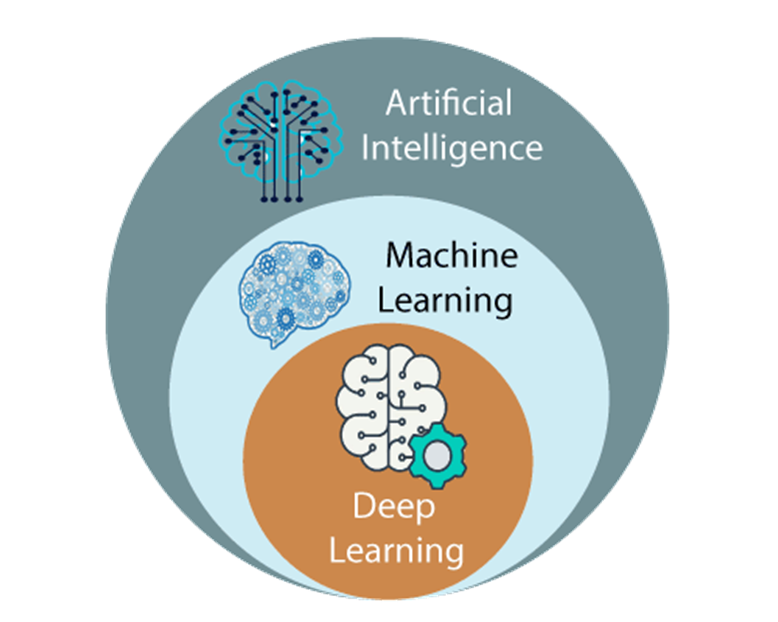 Artificial
Intelligence
Machine
Learning
Deep
Learning